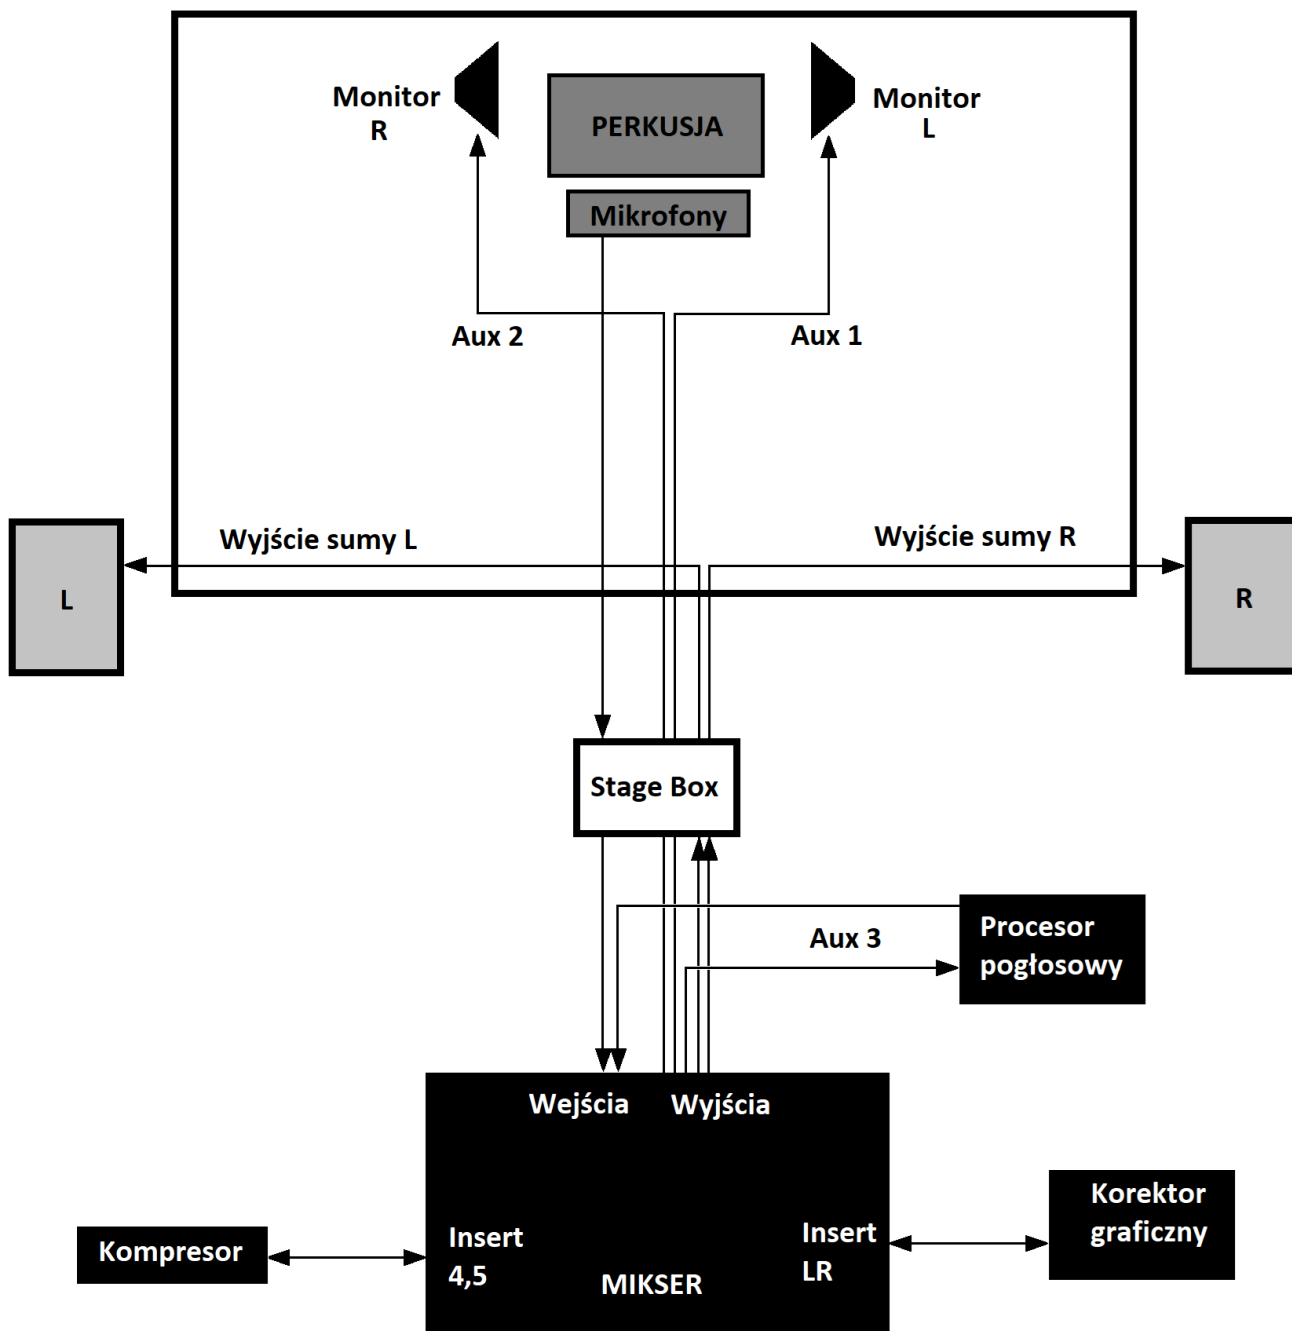 Monitor
R
PERKUSJA
Monitor
L
Mikrofony
Aux 2
Aux 1
Wyjście sumy L
Wyjście sumy R
L
R
Stage Box
Aux 3
Procesor
pogłosowy
Wejścia
Wyjścia
Kompresor
Insert
4,5
MIKSER
Insert
LR
Korektor
graficzny